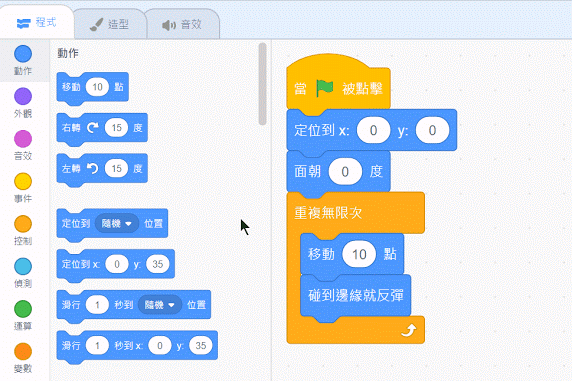 程式
造型
音效
動作
外觀
音效
事件
控制
偵測
運算
變數
動作
移動 10 點
右轉 15 度
左轉 15 度
定位到 隨機 位置
定位到 x: 0 y: 35
滑行 1 秒到 隨機 位置
滑行 1 秒到 x: 0 y: 35
當 被點擊
定位到 x: 0 y: 0
面朝 0 度
重複無限次
移動 10 點
碰到邊緣就反彈